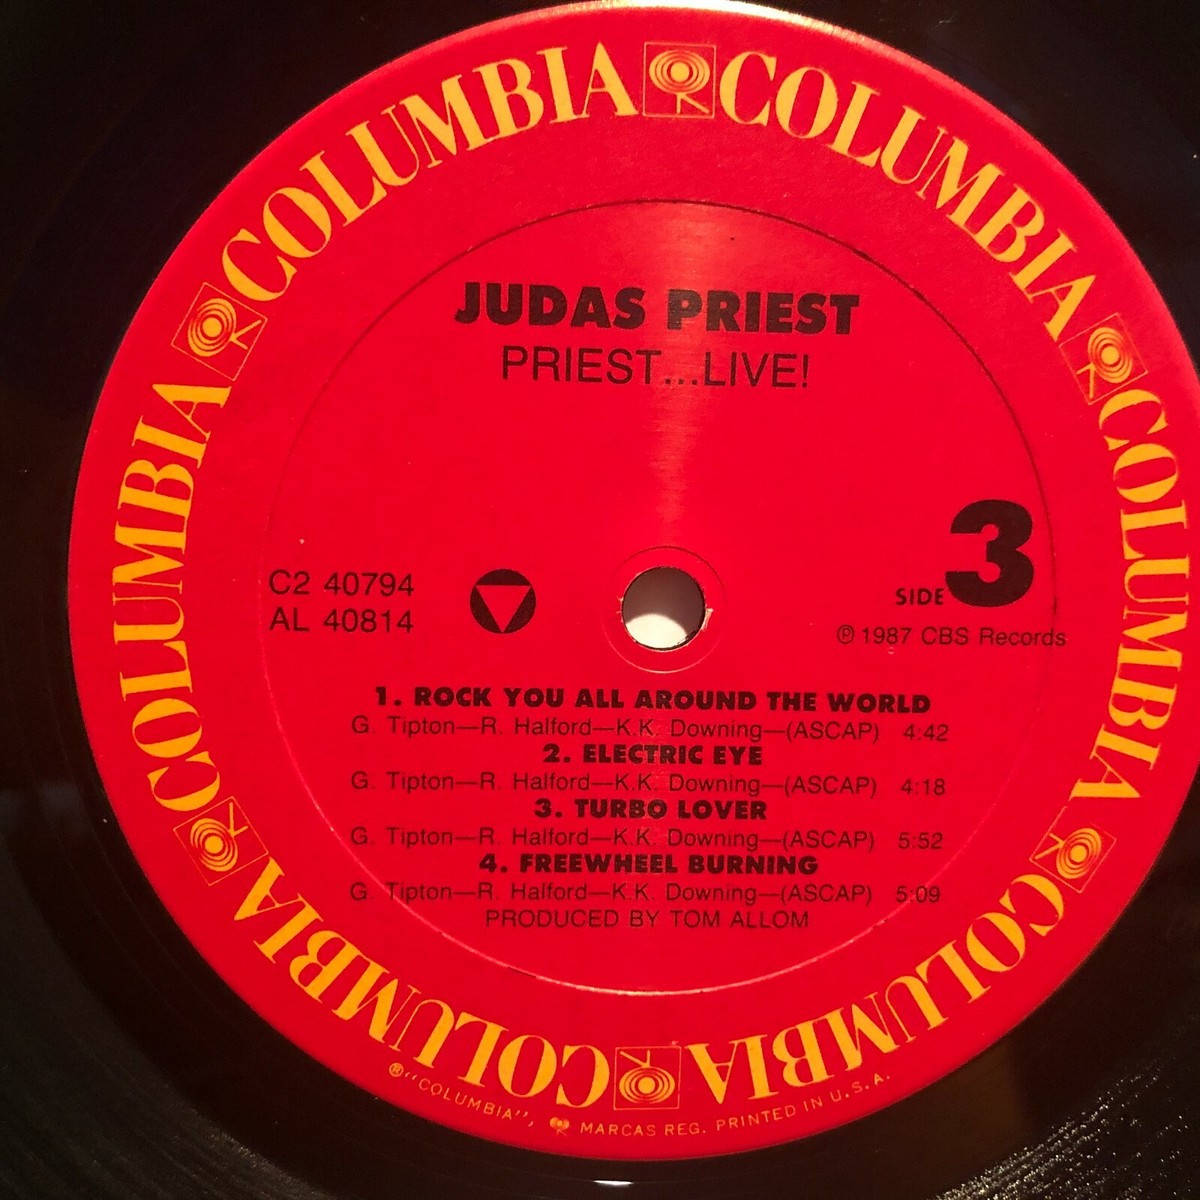 COLUMBIA COLUMBIA COLUMBIA COLUMBIA COLUMBIA COLUMBIA
JUDAS PRIEST
PRIEST...LIVE!
C2 40794
AL 40814
SIDE 3
℗ 1987 CBS Records
1. ROCK YOU ALL AROUND THE WORLD
G. Tipton—R. Halford—K.K. Downing—(ASCAP) 4:42
2. ELECTRIC EYE
G. Tipton—R. Halford—K.K. Downing—(ASCAP) 4:18
3. TURBO LOVER
G. Tipton—R. Halford—K.K. Downing—(ASCAP) 5:52
4. FREEWHEEL BURNING
G. Tipton—R. Halford—K.K. Downing—(ASCAP) 5:09
PRODUCED BY TOM ALLOM
®"COLUMBIA", MARCAS REG. PRINTED IN U.S.A.